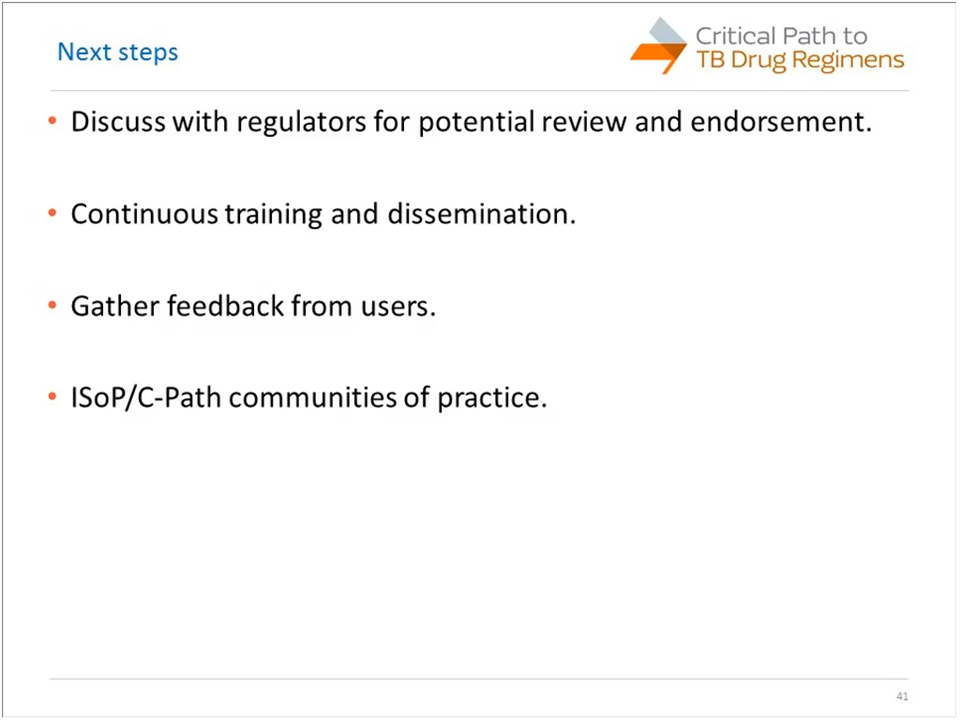 Next steps
Critical Path to
TB Drug Regimens
• Discuss with regulators for potential review and endorsement.
• Continuous training and dissemination.
• Gather feedback from users.
• ISoP/C-Path communities of practice.
41